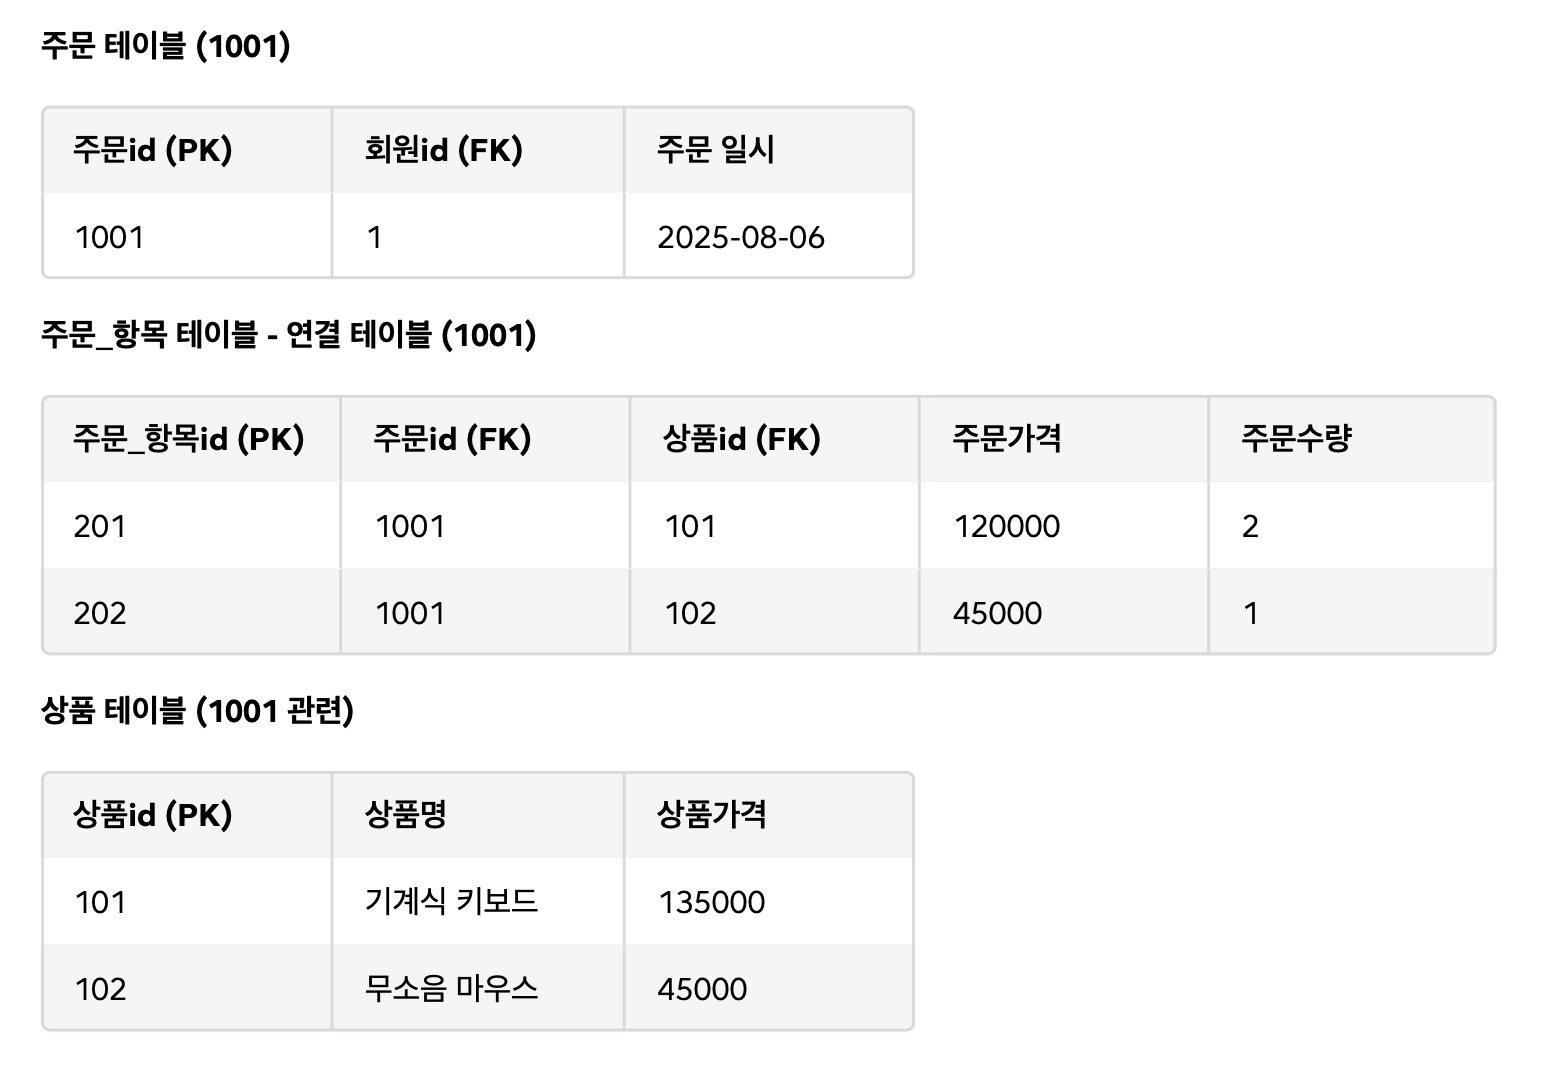 주문 테이블 (1001)
주문id (PK) 회원id (FK) 주문 일시
1001 1 2025-08-06
주문_항목 테이블 - 연결 테이블 (1001)
주문_항목id (PK) 주문id (FK) 상품id (FK) 주문가격 주문수량
201 1001 101 120000 2
202 1001 102 45000 1
상품 테이블 (1001 관련)
상품id (PK) 상품명 상품가격
101 기계식 키보드 135000
102 무소음 마우스 45000